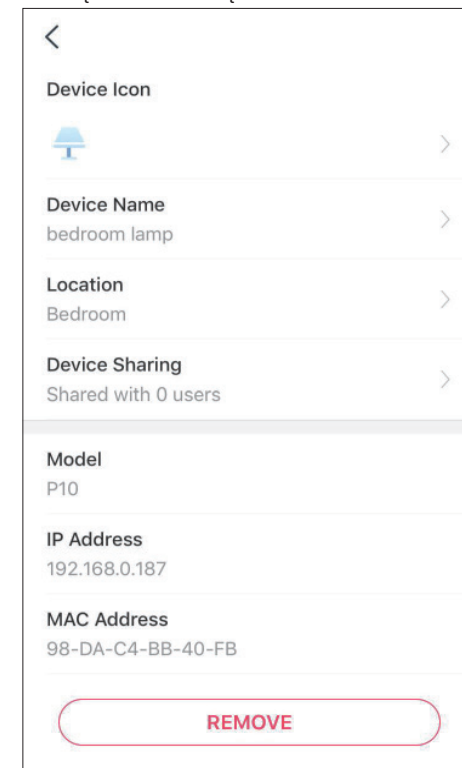 Device Icon
Device Name
bedroom lamp
Location
Bedroom
Device Sharing
Shared with 0 users
Model
P10
IP Address
192.168.0.187
MAC Address
98-DA-C4-BB-40-FB
REMOVE